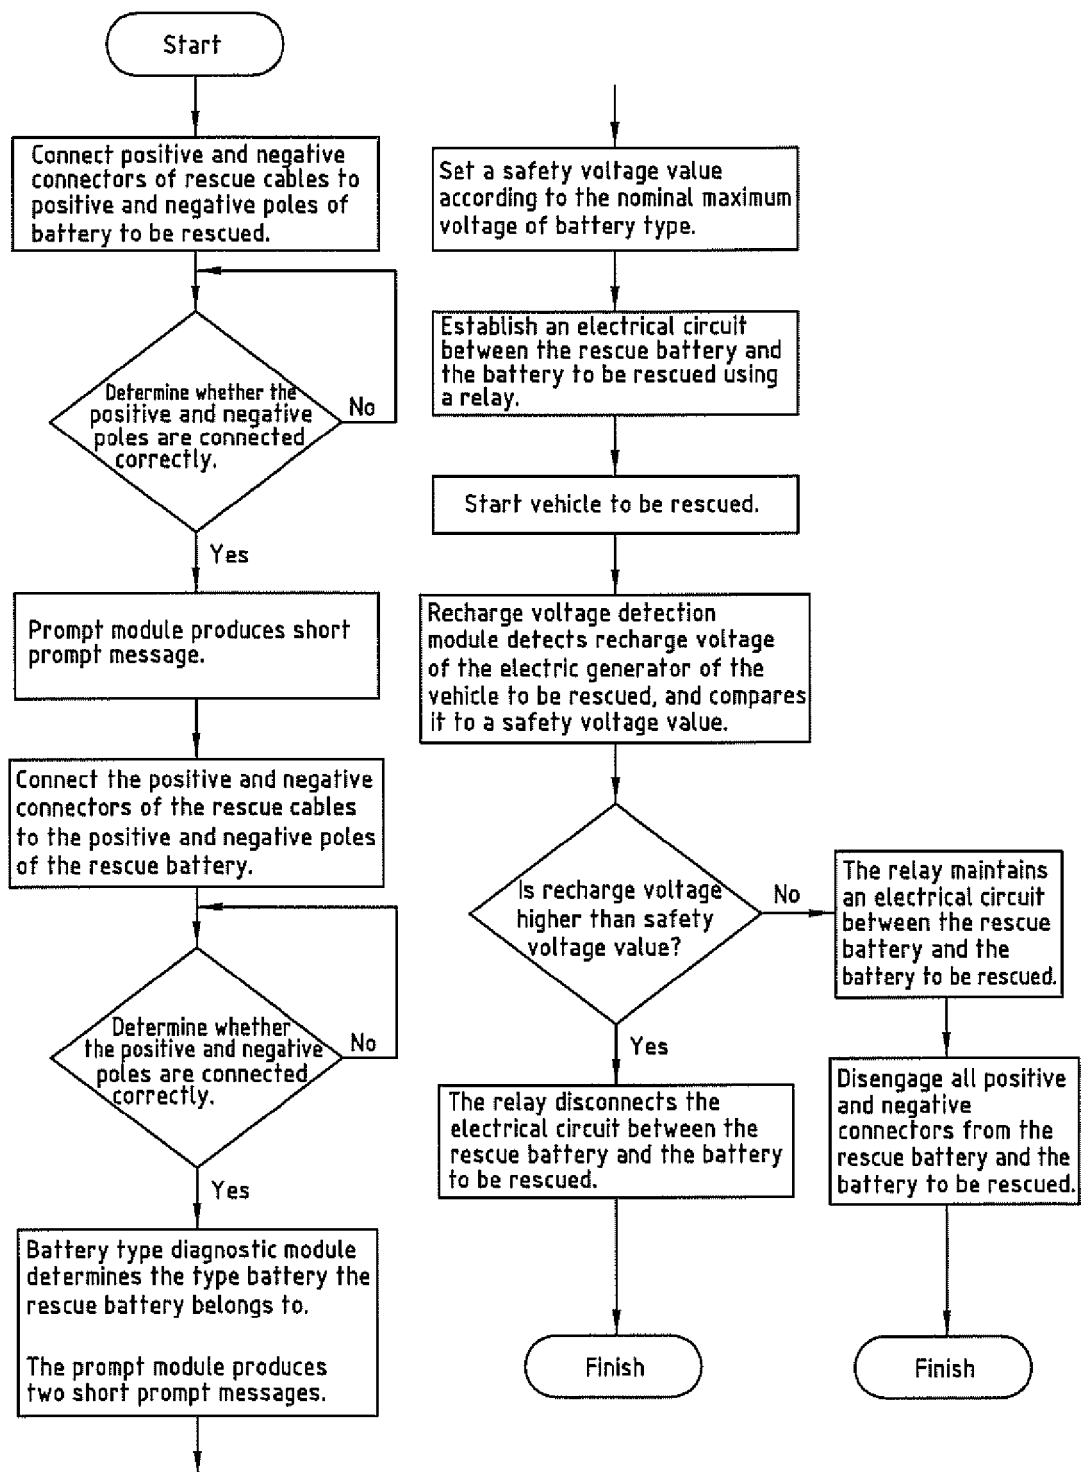 Start
Connect positive and negative
connectors of rescue cables to
positive and negative poles of
battery to be rescued.
Determine whether the
positive and negative
poles are connected
correctly.
No
Yes
Prompt module produces short
prompt message.
Connect the positive and negative
connectors of the rescue cables
to the positive and negative poles
of the rescue battery.
Determine whether
the positive and negative
poles are connected
correctly.
No
Yes
Battery type diagnostic module
determines the type battery the
rescue battery belongs to.
The prompt module produces
two short prompt messages.
Set a safety voltage value
according to the nominal maximum
voltage of battery type.
Establish an electrical circuit
between the rescue battery and
the battery to be rescued using
a relay.
Start vehicle to be rescued.
Recharge voltage detection
module detects recharge voltage
of the electric generator of the
vehicle to be rescued, and compares
it to a safety voltage value.
Is recharge voltage
higher than safety
voltage value?
No
Yes
The relay disconnects the
electrical circuit between the
rescue battery and the battery
to be rescued.
Finish
The relay maintains
an electrical circuit
between the rescue
battery and the
battery to be rescued.
Disengage all positive
and negative
connectors from the
rescue battery and the
battery to be rescued.
Finish